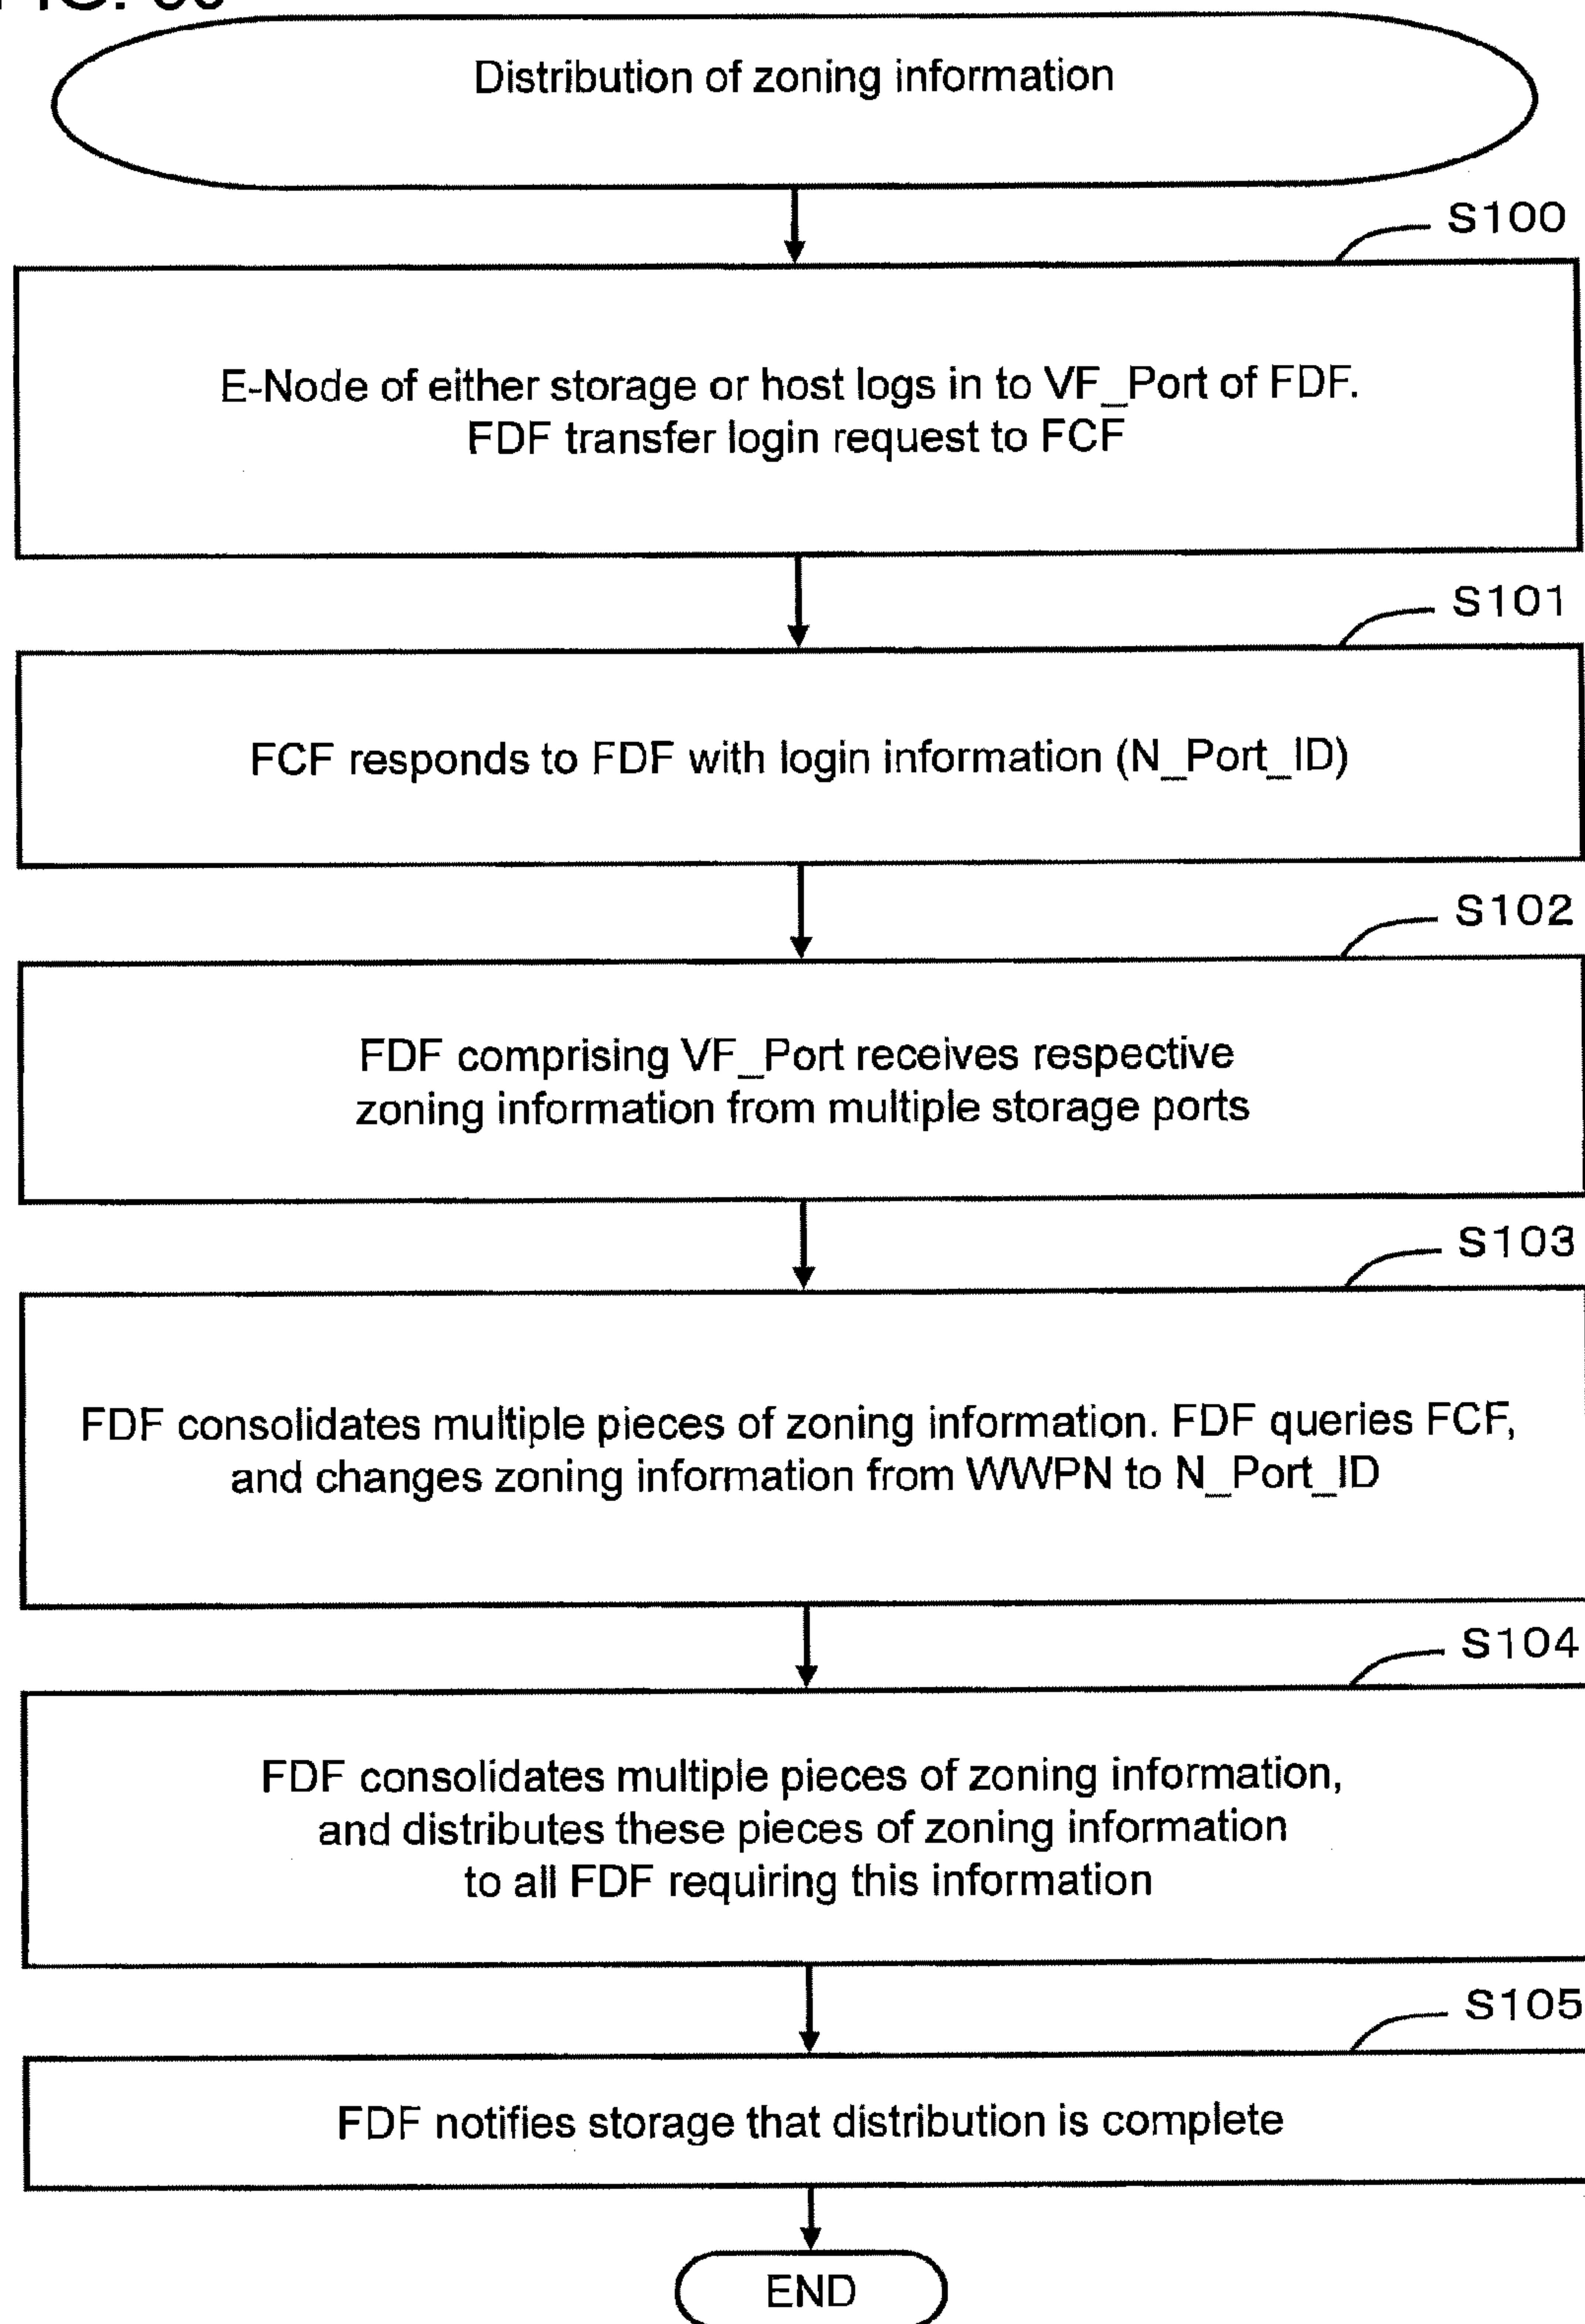 Distribution of zoning information
S100
E-Node of either storage or host logs in to VF_Port of FDF.
FDF transfer login request to FCF
S101
FCF responds to FDF with login information (N_Port_ID)
S102
FDF comprising VF_Port receives respective
zoning information from multiple storage ports
S103
FDF consolidates multiple pieces of zoning information. FDF queries FCF,
and changes zoning information from WWPN to N_Port_ID
S104
FDF consolidates multiple pieces of zoning information,
and distributes these pieces of zoning information
to all FDF requiring this information
S105
FDF notifies storage that distribution is complete
END